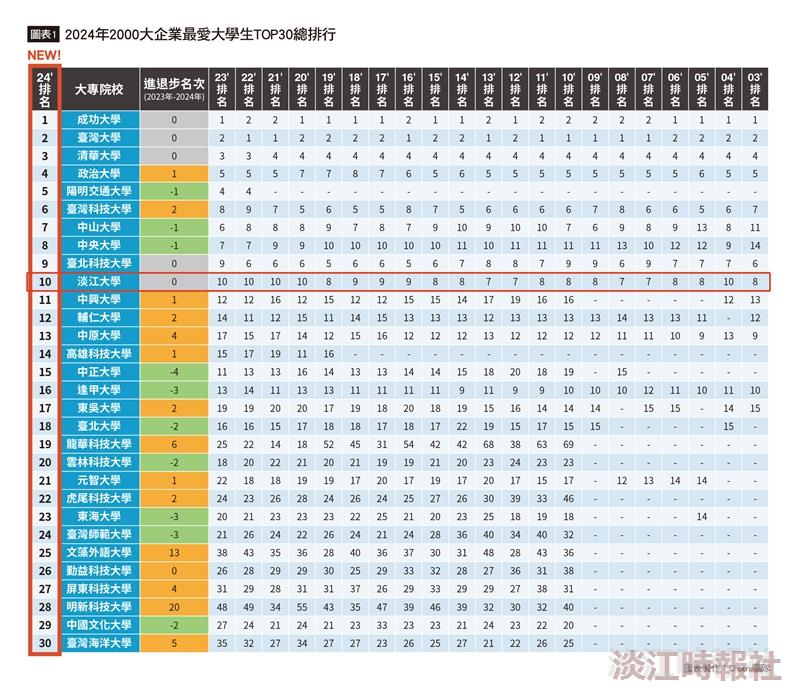 圖表1 2024年2000大企業最愛大學生TOP30總排行
NEW!
24'排名 大專院校 進退步名次(2023年-2024年) 23'排名 22'排名 21'排名 20'排名 19'排名 18'排名 17'排名 16'排名 15'排名 14'排名 13'排名 12'排名 11'排名 10'排名 09'排名 08'排名 07'排名 06'排名 05'排名 04'排名 03'排名
1 成功大學 0 1 2 2 1 1 1 1 2 1 1 2 2 2 2 2 2 2 1 1 1 1
2 臺灣大學 0 2 1 1 2 2 2 2 1 2 2 1 1 1 1 1 1 1 2 2 2 2
3 清華大學 0 3 3 4 4 4 4 4 4 4 4 4 4 4 4 4 4 4 4 4 4 4
4 政治大學 1 5 5 5 7 7 8 7 6 5 6 5 5 5 5 5 5 5 5 6 5 5
5 陽明交通大學 -1 4 4 - - - - - - - - - - - - - - - - - - -
6 臺灣科技大學 2 8 9 7 5 6 5 5 8 7 5 6 6 6 6 7 8 6 6 5 6 7
7 中山大學 -1 6 8 8 8 9 7 8 7 9 10 9 10 10 7 6 9 8 9 13 8 11
8 中央大學 -1 7 7 9 9 10 10 10 10 11 10 11 11 11 11 11 13 10 12 12 9 14
9 臺北科技大學 0 9 6 6 6 5 6 6 5 6 7 8 8 7 9 9 6 9 7 7 7 6
10 淡江大學 0 10 10 10 10 8 9 9 9 8 8 7 7 8 8 8 7 7 8 8 10 8
11 中興大學 1 12 12 16 12 15 11 12 15 15 14 17 19 16 16 - - - - - 12 13
12 輔仁大學 2 14 11 12 15 11 14 15 13 13 12 13 13 13 13 13 14 13 13 11 - 12
13 中原大學 4 17 15 17 14 12 15 16 12 12 13 12 12 12 12 12 11 11 10 9 13 9
14 高雄科技大學 1 15 17 19 11 16 - - - - - - - - - - - - - - - -
15 中正大學 -4 11 13 13 16 14 13 13 14 14 15 18 20 18 19 - 15 - - - - -
16 逢甲大學 -3 13 14 11 13 13 12 11 11 11 9 11 9 9 10 10 10 12 11 10 11 10
17 東吳大學 2 19 19 20 20 17 19 18 20 18 19 15 16 14 14 14 - 15 15 - 14 15
18 臺北大學 -2 16 16 15 17 18 18 17 18 17 22 19 15 17 15 15 - - - - 15 -
19 龍華科技大學 6 25 22 14 18 52 45 31 54 42 42 68 38 63 69 - - - - - - -
20 雲林科技大學 -2 18 20 22 21 20 20 21 19 19 21 20 23 24 23 23 - - - - - -
21 元智大學 1 22 18 18 19 19 17 20 17 20 17 20 17 15 17 - 12 13 14 14 - -
22 虎尾科技大學 2 24 23 26 28 24 26 24 25 27 26 30 39 33 46 - - - - - - -
23 東海大學 -3 20 21 23 23 23 22 25 21 20 23 25 18 19 18 - - - - 14 - -
24 臺灣師範大學 -3 21 26 24 22 26 24 21 24 28 36 40 34 40 32 - - - - - - -
25 文藻外語大學 13 38 43 35 36 28 40 36 37 30 31 48 28 43 36 - - - - - - -
26 勤益科技大學 0 26 28 29 29 30 25 29 33 32 28 27 36 31 38 - - - - - - -
27 屏東科技大學 4 31 29 28 31 31 37 26 29 33 29 23 27 38 31 - - - - - - -
28 明新科技大學 20 48 49 34 55 43 35 47 39 46 39 32 30 32 40 - - - - - - -
29 中國文化大學 -2 27 24 21 24 21 23 33 23 23 21 24 22 20 21 - - - - - - -
30 臺灣海洋大學 5 35 32 27 34 27 27 23 26 25 27 21 22 26 25 - - - - - - -
淡江時報社